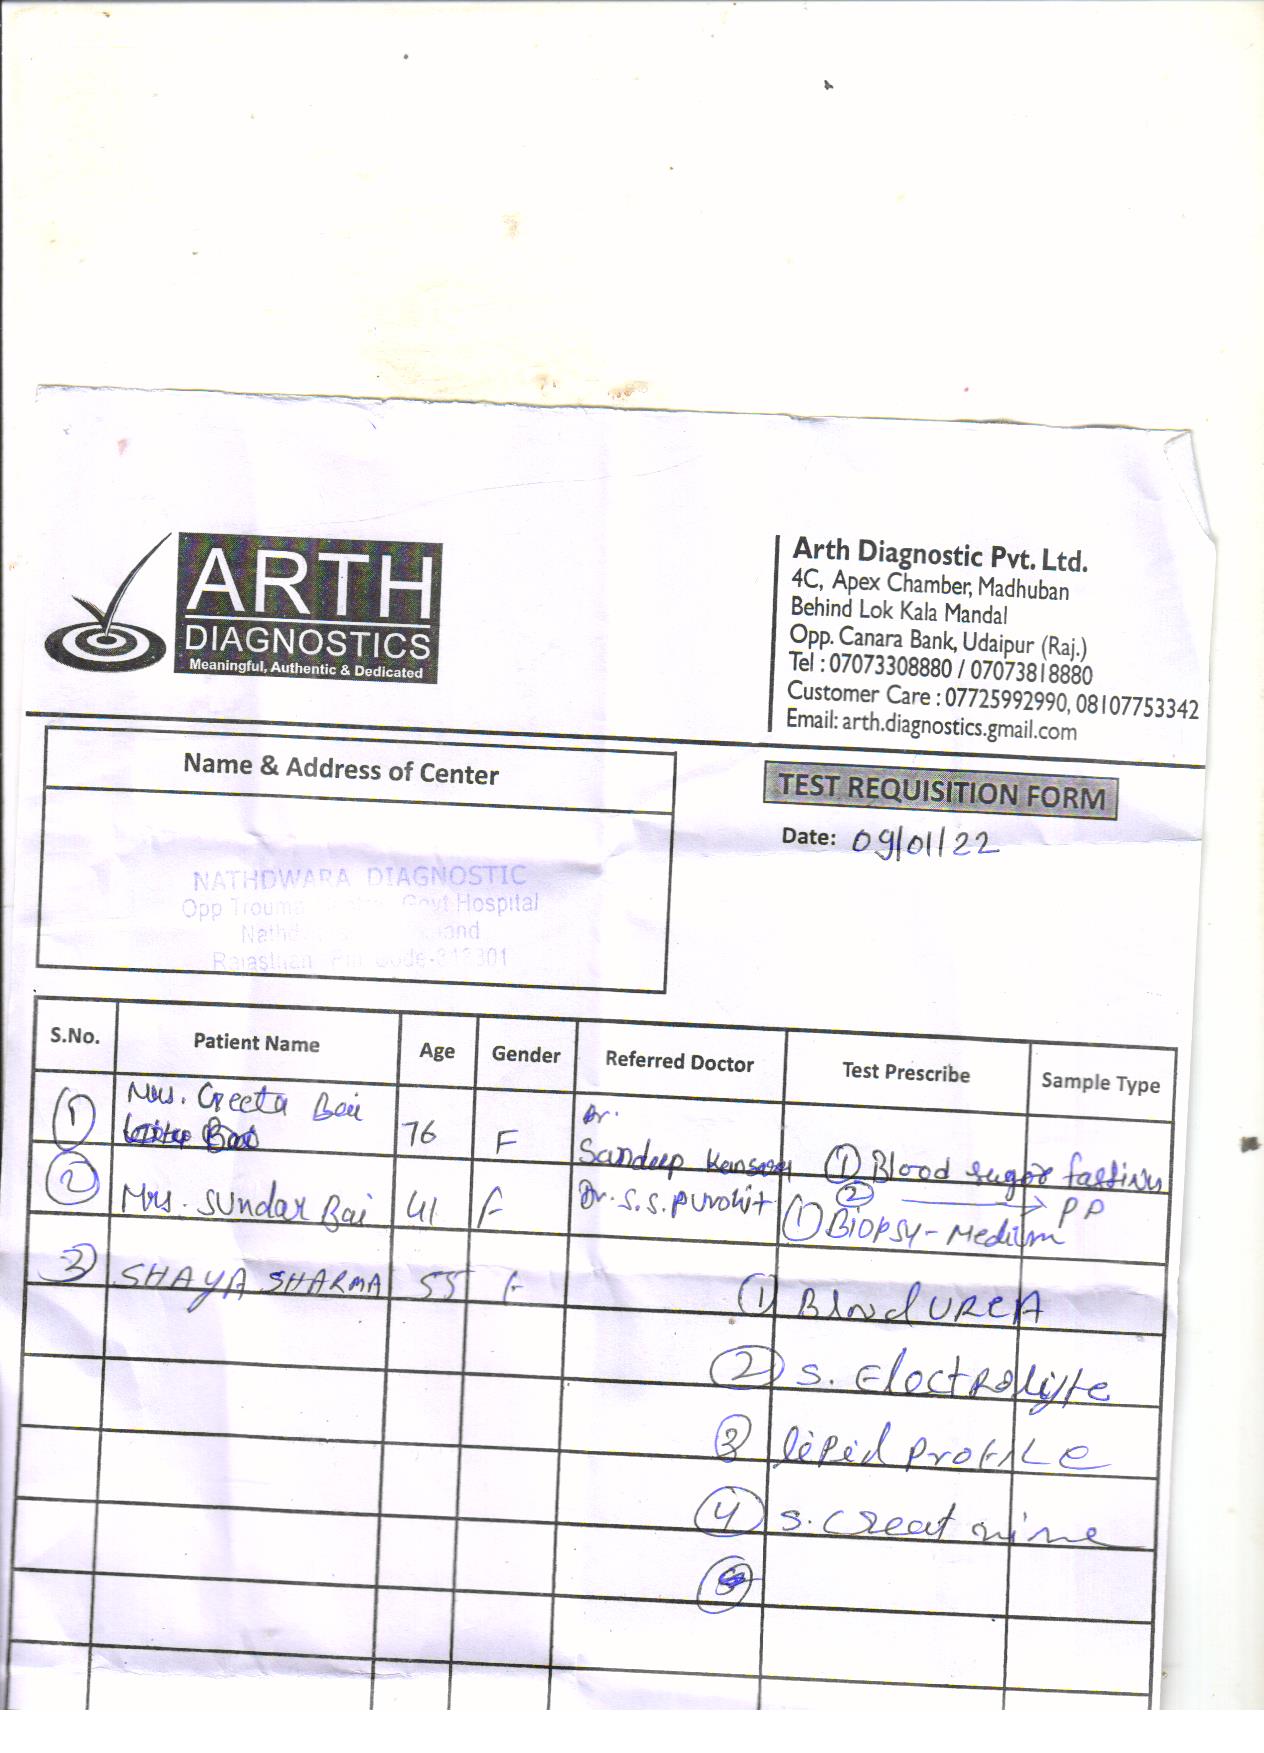 ARTH
DIAGNOSTICS
Meaningful, Authentic & Dedicated
Arth Diagnostic Pvt. Ltd.
4C, Apex Chamber, Madhuban
Behind Lok Kala Mandal
Opp. Canara Bank, Udaipur (Raj.)
Tel : 07073308880 / 07073818880
Customer Care : 07725992990, 08107753342
Email: arth.diagnostics.gmail.com
Name & Address of Center
TEST REQUISITION FORM
Date: 09/01/22
NATHDWARA DIAGNOSTIC
Opp Govt Hospital
Rajasthan
S.No. Patient Name Age Gender Referred Doctor Test Prescribe Sample Type
1 Mrs. Geeta Bai 76 F Dr. Sandeep 1 Blood sugar
2 PP
2 Mrs. Sundar Bai 41 F Dr. S.S. Purohit 1 Biopsy - Medium
3 SHAYA SHARMA 55 F 1 Blood UREA
2 S. Electrolyte
3 lipid profile
4 S. Creatinine